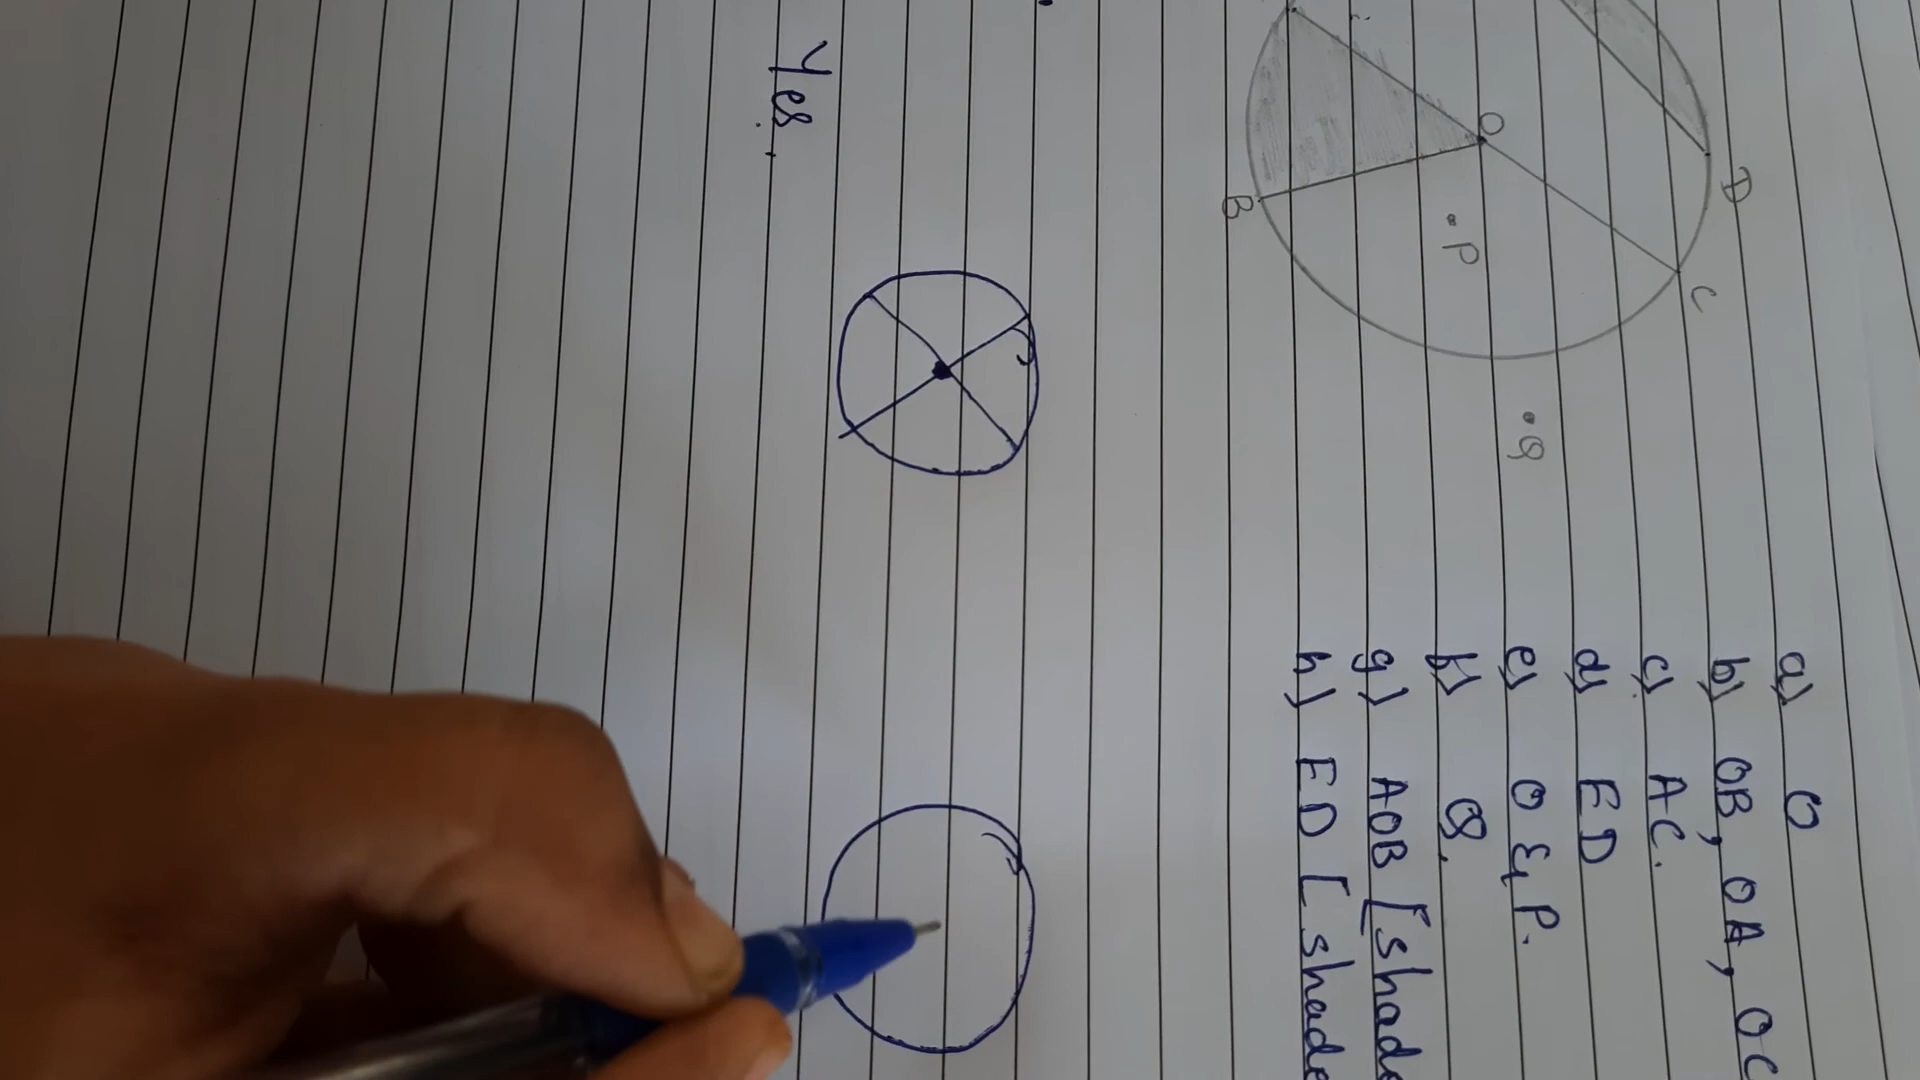 D
O
C
B
.P
.Q
a) O
b) OB, OA, OC
c) AC.
d) ED
e) O & P.
f) Q.
g) AOB [shade
h) ED [shade
Yes.